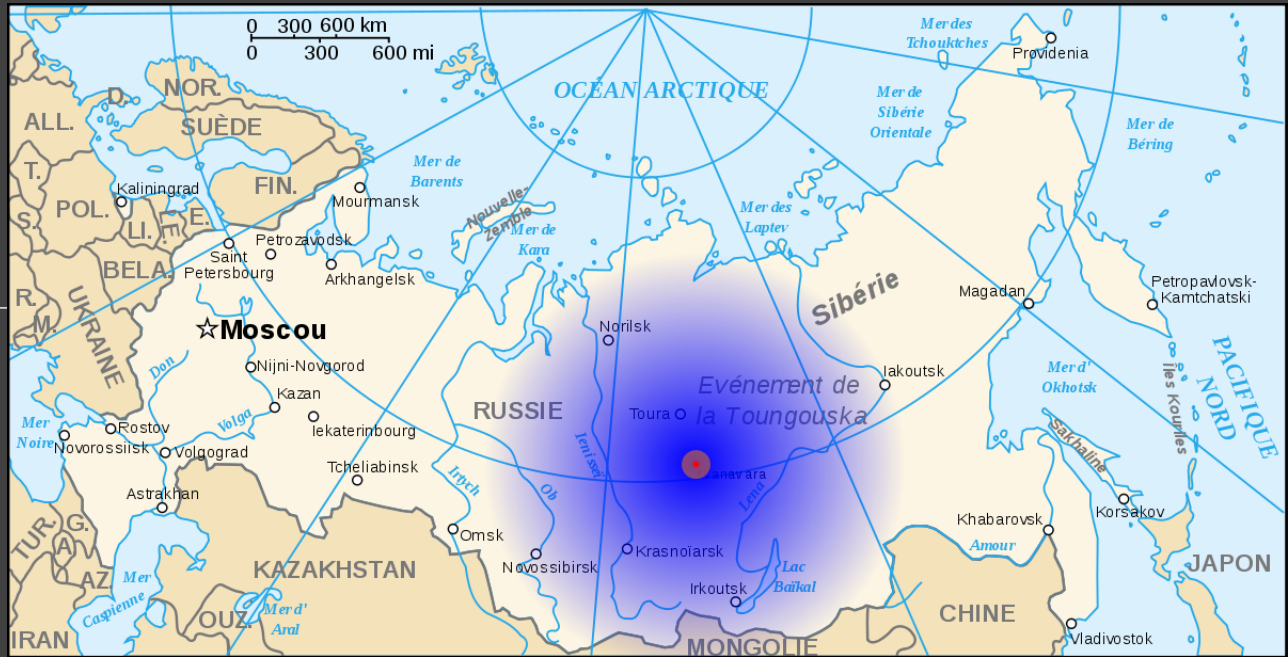 0 300 600 km
0 300 600 mi
OCÉAN ARCTIQUE
Mer des
Tchouktches
Providenia
Mer de
Sibérie
Orientale
Mer de
Béring
NOR.
D.
SUÈDE
ALL.
FIN.
T.
Kaliningrad
POL.
S.
LI.
E.
Mourmansk
Mer de
Barents
Nouvelle-
Zemble
Mer de
Kara
Mer des
Laptev
Petrozavodsk
Saint
Petersbourg
Arkhangelsk
BELA.
R.
M.
UKRAINE
Moscou
Sibérie
Magadan
Petropavlovsk-
Kamtchatski
Norilsk
Don
Nijni-Novgorod
Kazan
Volga
Iekaterinbourg
RUSSIE
Evénement de
la Toungouska
Toura
Iakoutsk
Mer d'
Okhotsk
PACIFIQUE
NORD
Îles Kouriles
Mer
Noire
Rostov
Novorossiisk
Volgograd
Tcheliabinsk
Astrakhan
Irtych
Ob
Ienisseï
Lena
anavara
Sakhaline
Korsakov
Khabarovsk
Amour
Omsk
Novossibirsk
Krasnoïarsk
Irkoutsk
Lac
Baïkal
TUR.
G.
A.
AZ.
Mer
Caspienne
KAZAKHSTAN
OUZ.
Mer d'
Aral
IRAN
MONGOLIE
CHINE
JAPON
Vladivostok